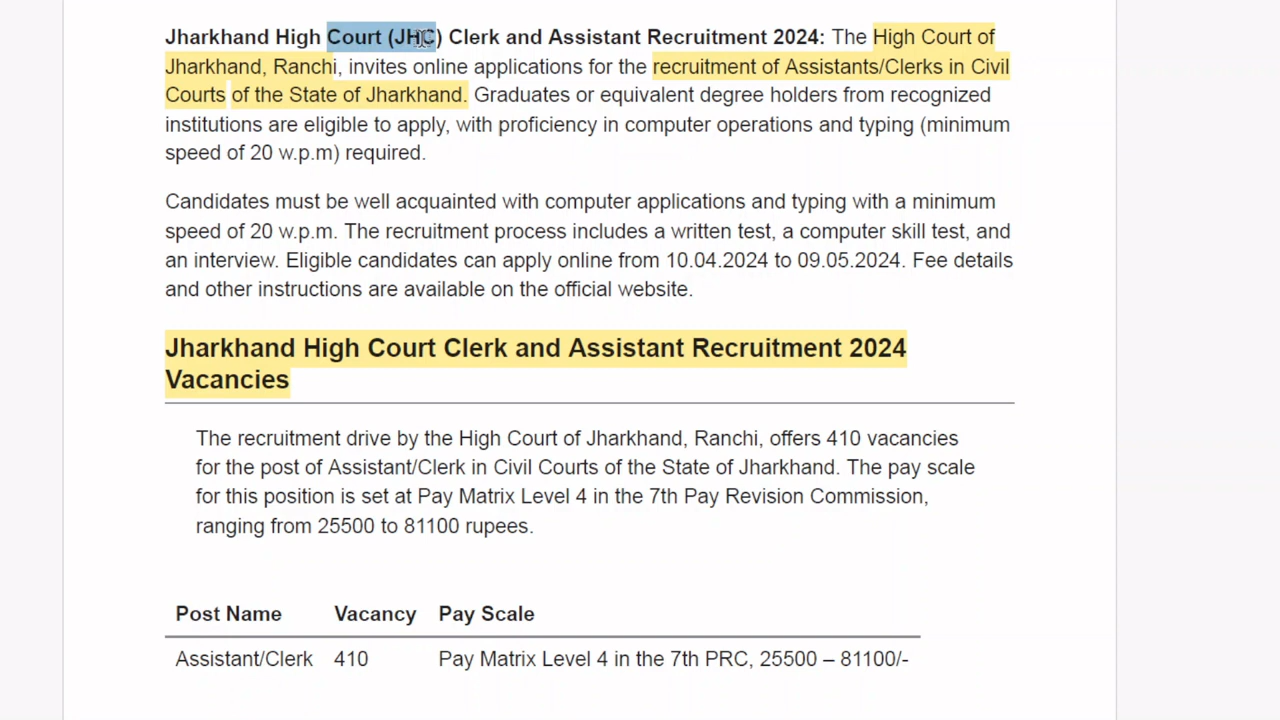 Jharkhand High Court (JHC) Clerk and Assistant Recruitment 2024: The High Court of
Jharkhand, Ranchi, invites online applications for the recruitment of Assistants/Clerks in Civil
Courts of the State of Jharkhand. Graduates or equivalent degree holders from recognized
institutions are eligible to apply, with proficiency in computer operations and typing (minimum
speed of 20 w.p.m) required.
Candidates must be well acquainted with computer applications and typing with a minimum
speed of 20 w.p.m. The recruitment process includes a written test, a computer skill test, and
an interview. Eligible candidates can apply online from 10.04.2024 to 09.05.2024. Fee details
and other instructions are available on the official website.
Jharkhand High Court Clerk and Assistant Recruitment 2024
Vacancies
The recruitment drive by the High Court of Jharkhand, Ranchi, offers 410 vacancies
for the post of Assistant/Clerk in Civil Courts of the State of Jharkhand. The pay scale
for this position is set at Pay Matrix Level 4 in the 7th Pay Revision Commission,
ranging from 25500 to 81100 rupees.
Post Name Vacancy Pay Scale
Assistant/Clerk 410 Pay Matrix Level 4 in the 7th PRC, 25500 – 81100/-